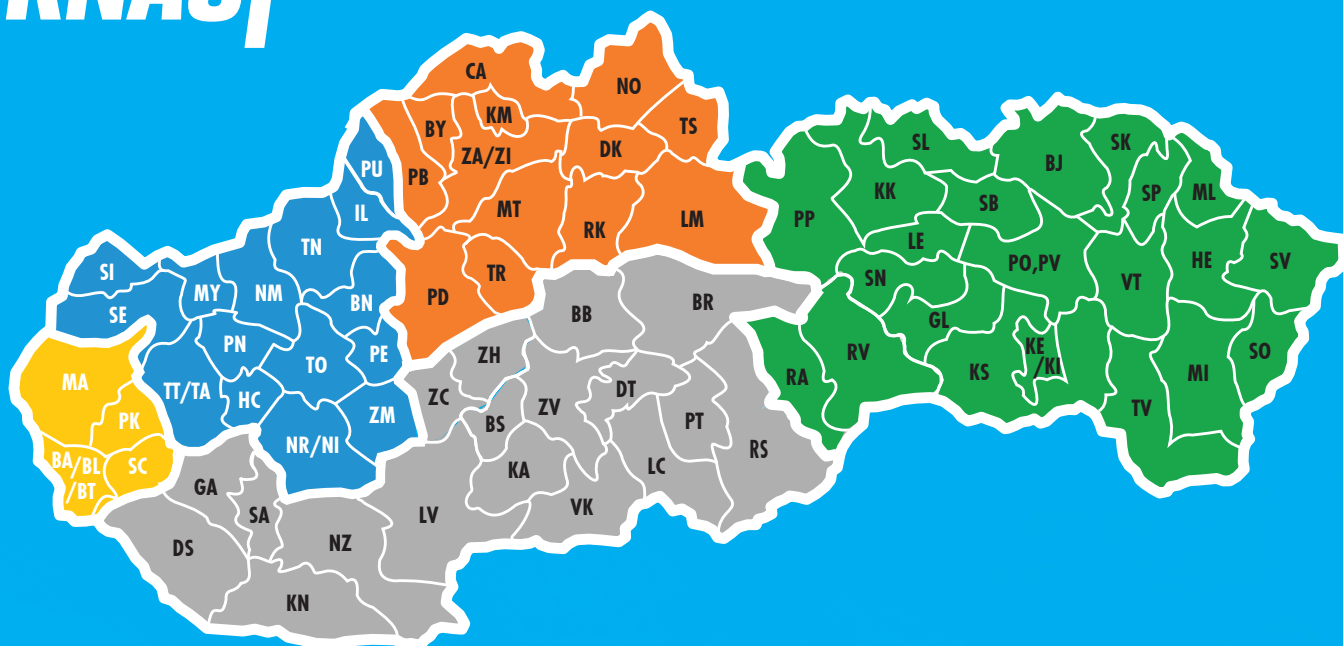 KNAUF
CA
NO
KM
BY
TS
ZA/ZI
DK
PU
PB
SL
BJ
SK
IL
MT
KK
SP
ML
SB
TN
RK
LM
PP
LE
PO,PV
HE
SV
SI
MY
NM
TR
SN
VT
SE
BN
PD
BB
BR
GL
PN
TO
PE
ZH
RV
KE
/KI
SO
MA
TT/TA
HC
ZC
DT
RA
KS
MI
PK
ZM
BS
ZV
PT
TV
NR/NI
RS
BA/BL
/BT
SC
KA
LC
GA
SA
LV
VK
DS
NZ
KN